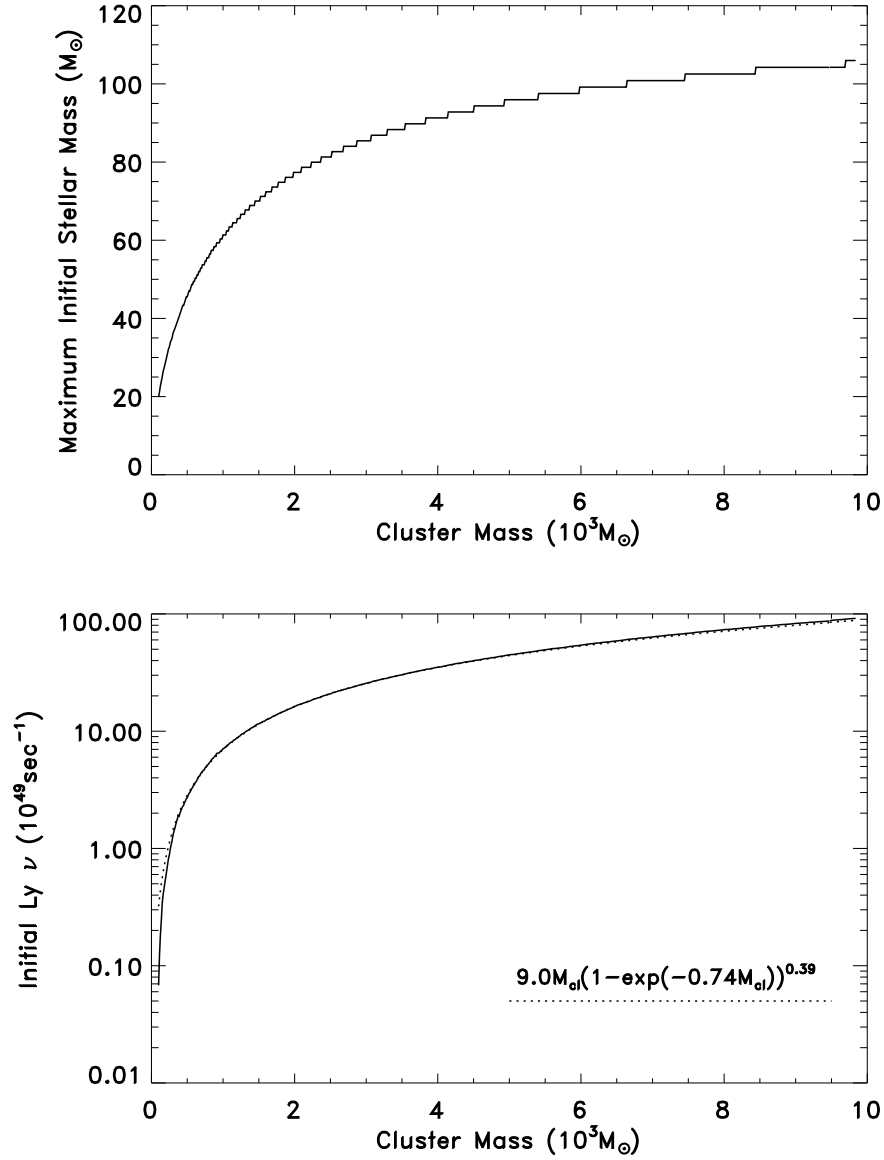 120
100
80
60
40
20
0
Maximum Initial Stellar Mass (M⊙)
0 2 4 6 8 10
Cluster Mass (10³M⊙)
100.00
10.00
1.00
0.10
0.01
Initial Ly ν (10⁴⁹sec⁻¹)
9.0M_cl(1−exp(−0.74M_cl))^0.39
0 2 4 6 8 10
Cluster Mass (10³M⊙)